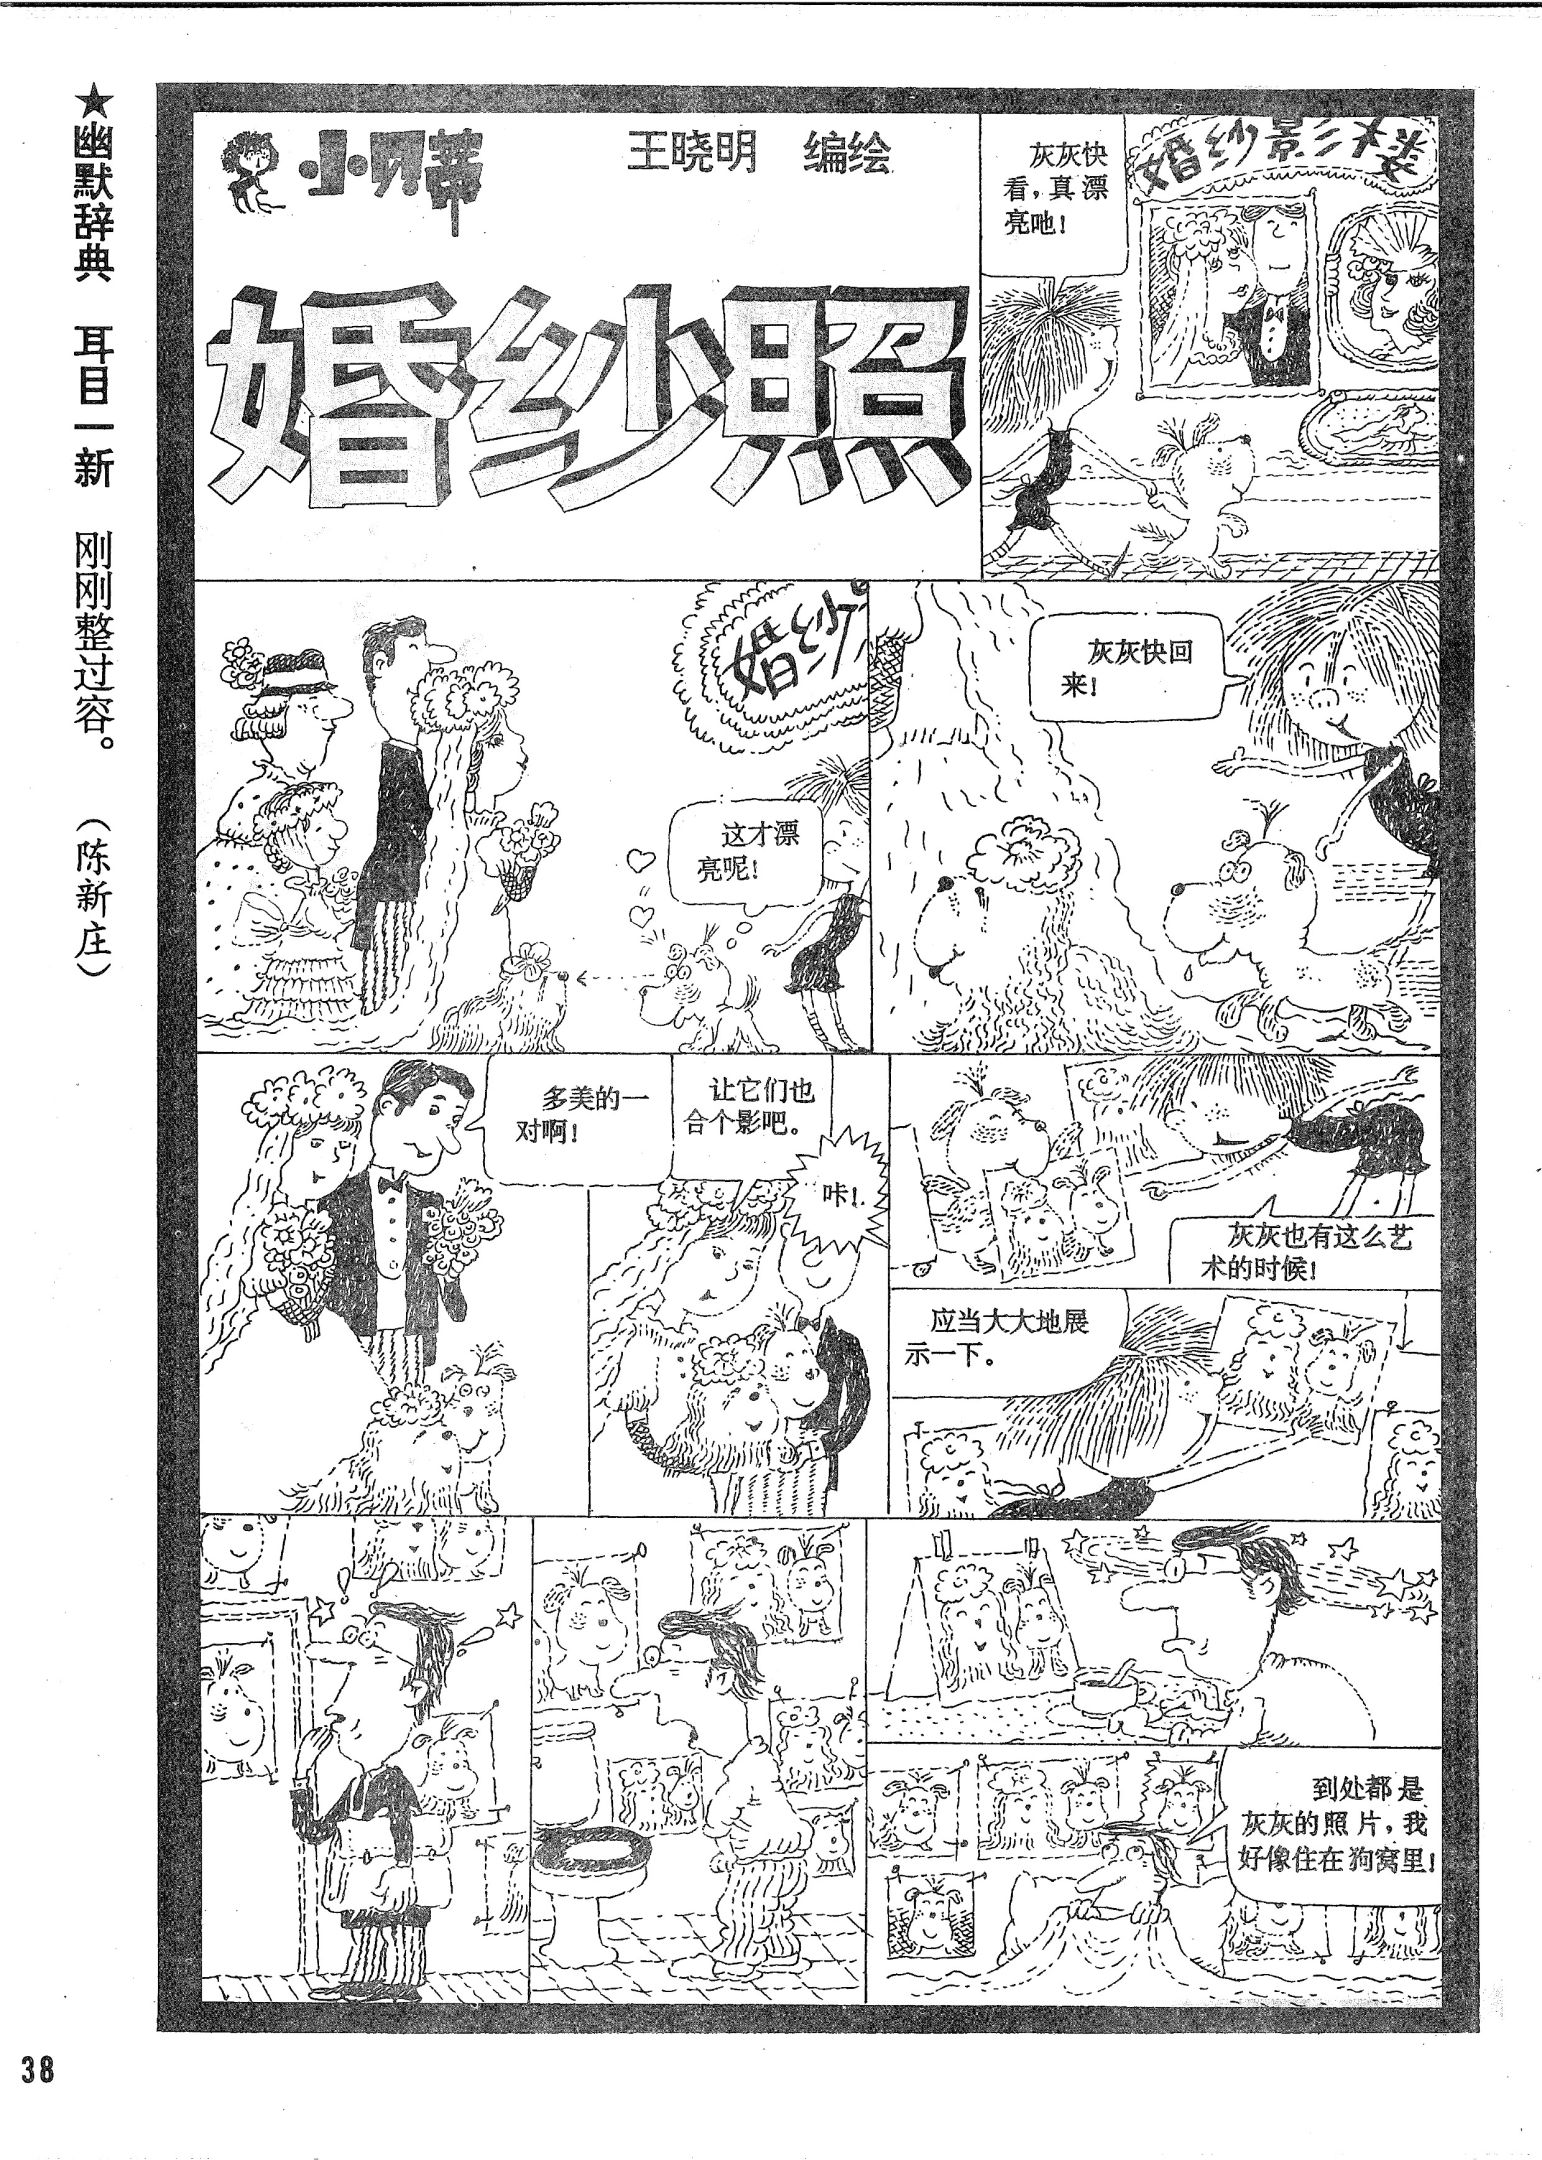 ★幽默辞典 耳目一新 刚刚整过容。 (陈新庄)
小贝蒂
王晓明 编绘
婚纱照
灰灰快
看，真漂
亮吔！
婚纱影
婚纱
这才漂
亮呢！
灰灰快回
来！
多美的一
对啊！
让它们也
合个影吧。
咔！
灰灰也有这么艺
术的时候！
应当大大地展
示一下。
到处都是
灰灰的照片，我
好像住在狗窝里！
38